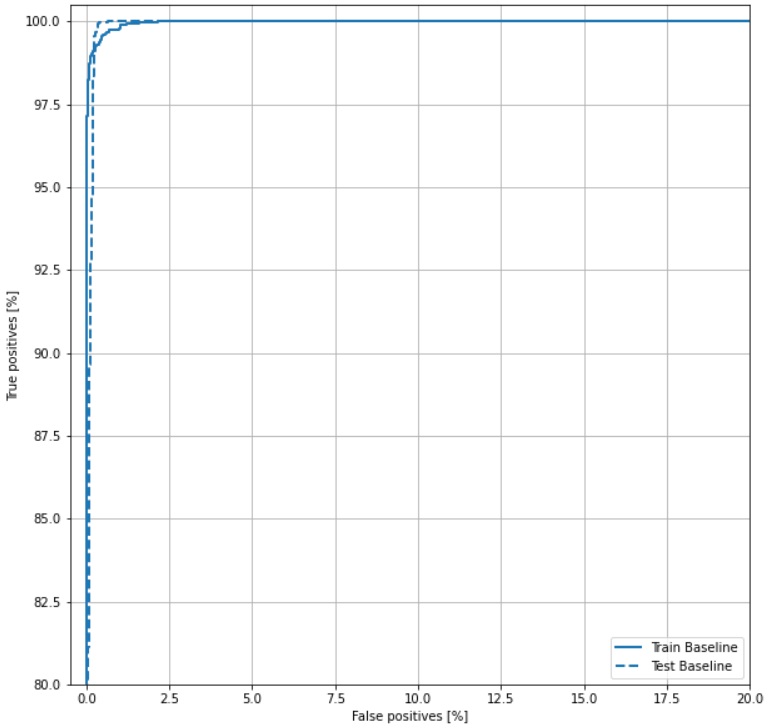 100.0
97.5
95.0
92.5
90.0
87.5
85.0
82.5
80.0
True positives [%]
0.0 2.5 5.0 7.5 10.0 12.5 15.0 17.5 20.0
False positives [%]
Train Baseline
Test Baseline